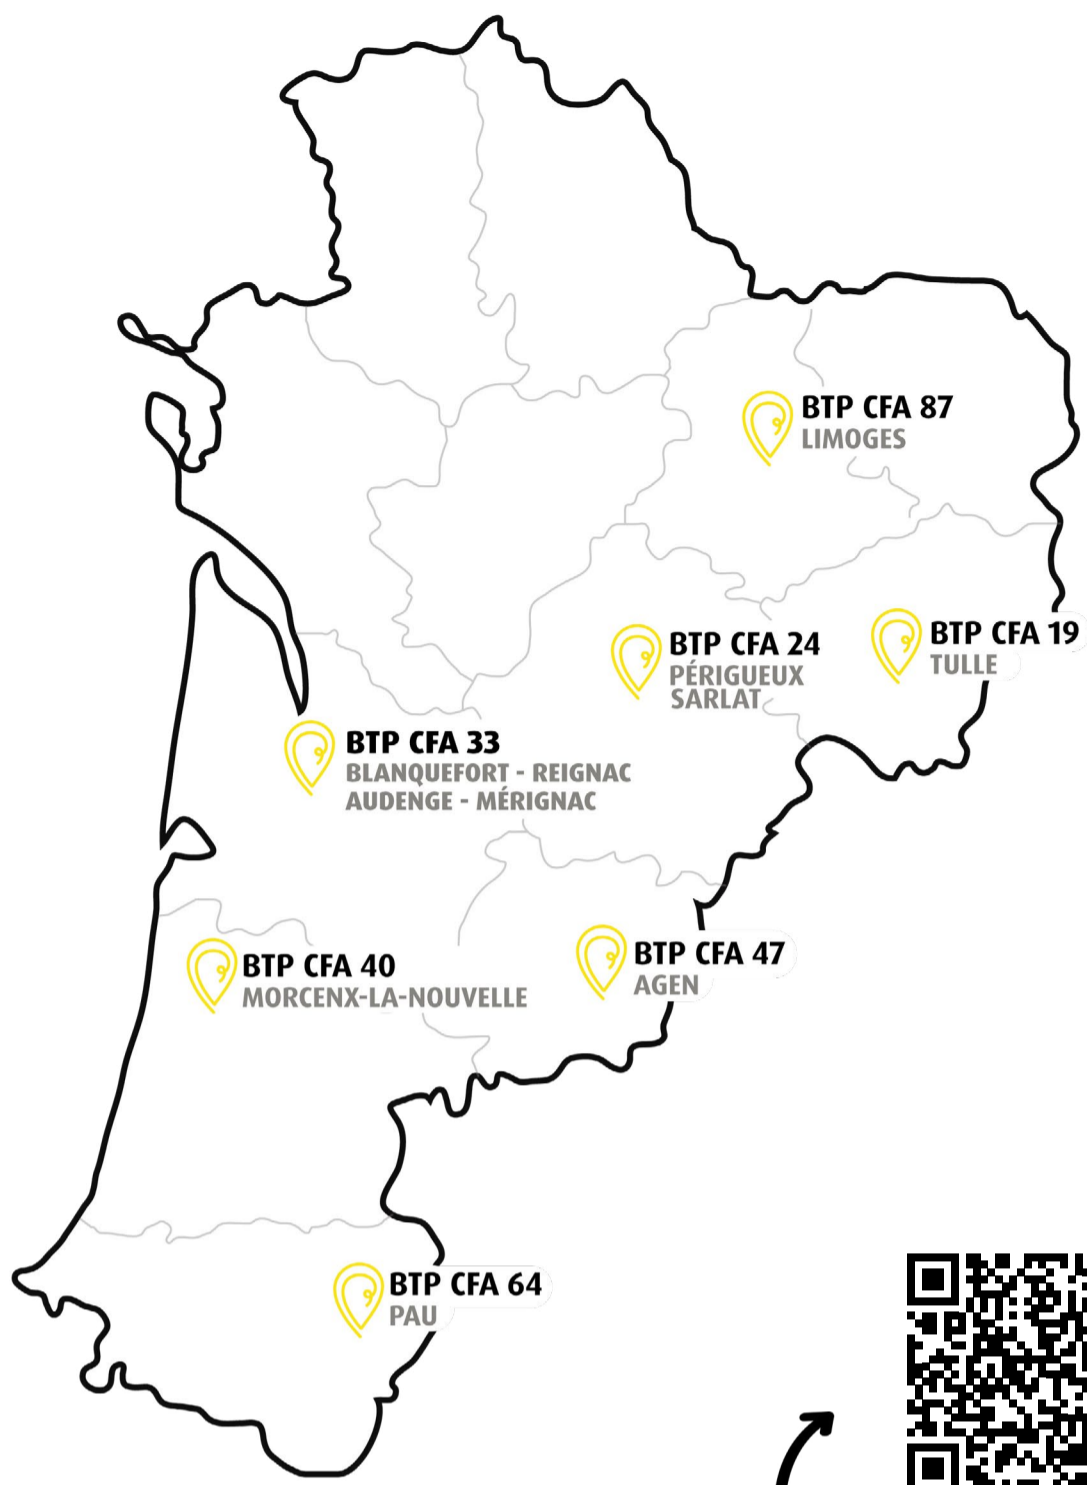 BTP CFA 87
LIMOGES
BTP CFA 19
TULLE
BTP CFA 24
PÉRIGUEUX
SARLAT
BTP CFA 33
BLANQUEFORT - REIGNAC
AUDENGE - MÉRIGNAC
BTP CFA 47
AGEN
BTP CFA 40
MORCENX-LA-NOUVELLE
BTP CFA 64
PAU